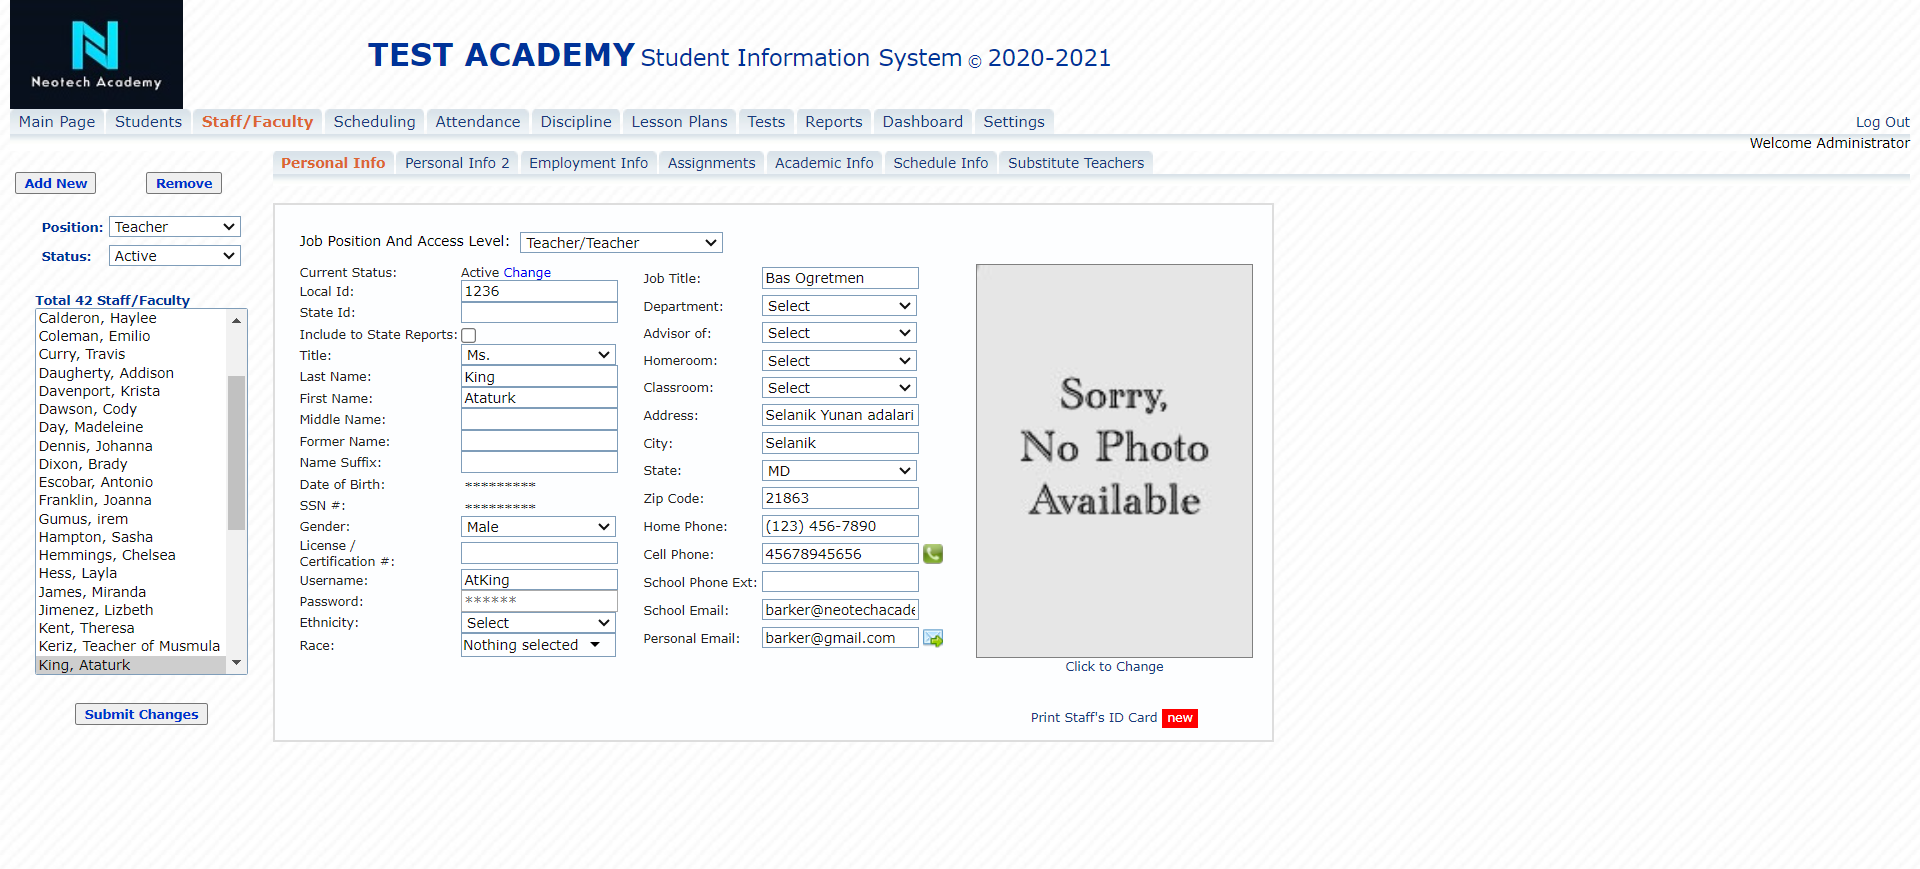 N
Neotech Academy
TEST ACADEMY Student Information System © 2020-2021
Main Page Students Staff/Faculty Scheduling Attendance Discipline Lesson Plans Tests Reports Dashboard Settings
Log Out
Welcome Administrator
Personal Info Personal Info 2 Employment Info Assignments Academic Info Schedule Info Substitute Teachers
Add New Remove
Position: Teacher
Status: Active
Total 42 Staff/Faculty
Calderon, Haylee
Coleman, Emilio
Curry, Travis
Daugherty, Addison
Davenport, Krista
Dawson, Cody
Day, Madeleine
Dennis, Johanna
Dixon, Brady
Escobar, Antonio
Franklin, Joanna
Gumus, irem
Hampton, Sasha
Hemmings, Chelsea
Hess, Layla
James, Miranda
Jimenez, Lizbeth
Kent, Theresa
Keriz, Teacher of Musmula
King, Ataturk
Submit Changes
Job Position And Access Level: Teacher/Teacher
Current Status: Active Change
Local Id: 1236
State Id:
Include to State Reports:
Title: Ms.
Last Name: King
First Name: Ataturk
Middle Name:
Former Name:
Name Suffix:
Date of Birth: *********
SSN #: *********
Gender: Male
License /
Certification #:
Username: AtKing
Password: ******
Ethnicity: Select
Race: Nothing selected
Job Title: Bas Ogretmen
Department: Select
Advisor of: Select
Homeroom: Select
Classroom: Select
Address: Selanik Yunan adalari
City: Selanik
State: MD
Zip Code: 21863
Home Phone: (123) 456-7890
Cell Phone: 45678945656
School Phone Ext:
School Email: barker@neotechacade
Personal Email: barker@gmail.com
Sorry,
No Photo
Available
Click to Change
Print Staff's ID Card new